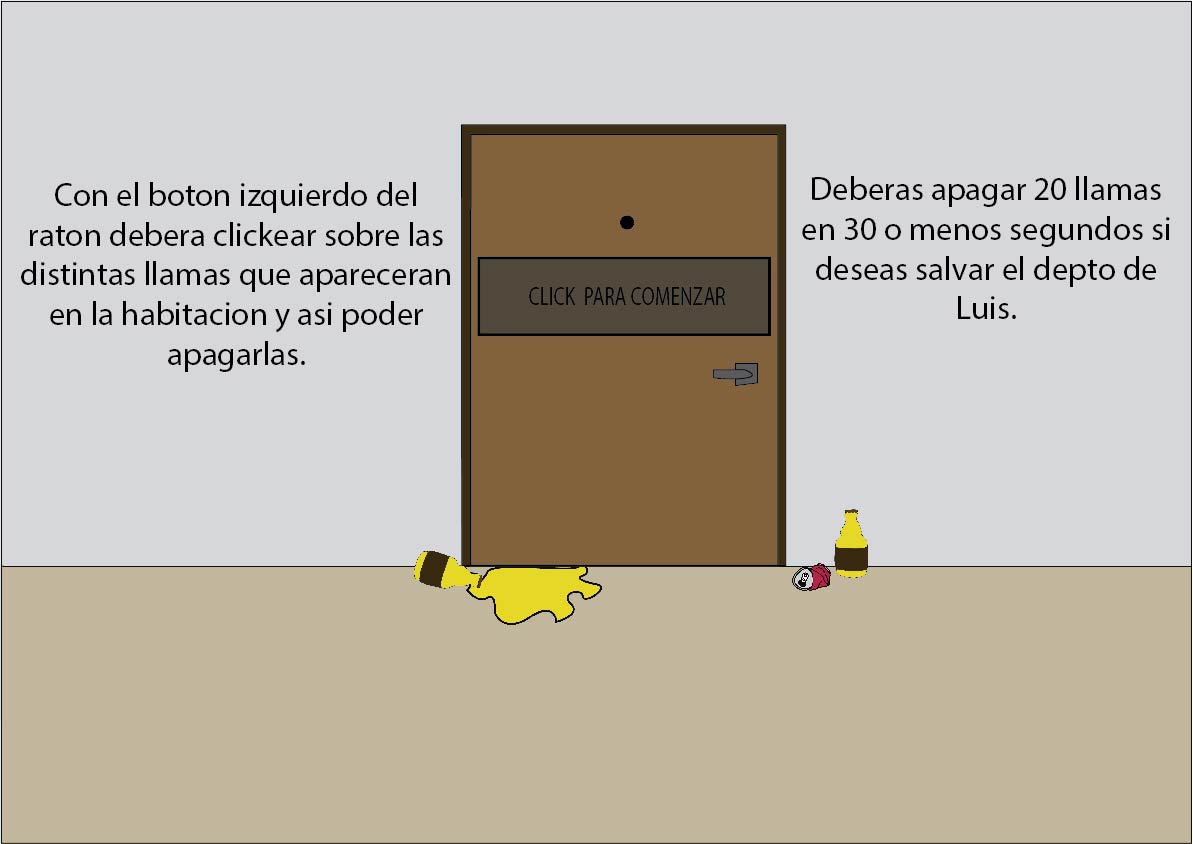 Con el boton izquierdo del
raton debera clickear sobre las
distintas llamas que apareceran
en la habitacion y asi poder
apagarlas.
CLICK PARA COMENZAR
Deberas apagar 20 llamas
en 30 o menos segundos si
deseas salvar el depto de
Luis.